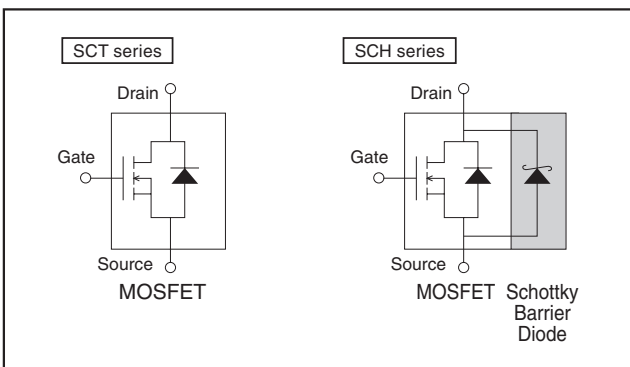 SCT series
Drain
Gate
Source
MOSFET
SCH series
Drain
Gate
Source
MOSFET
Schottky
Barrier
Diode